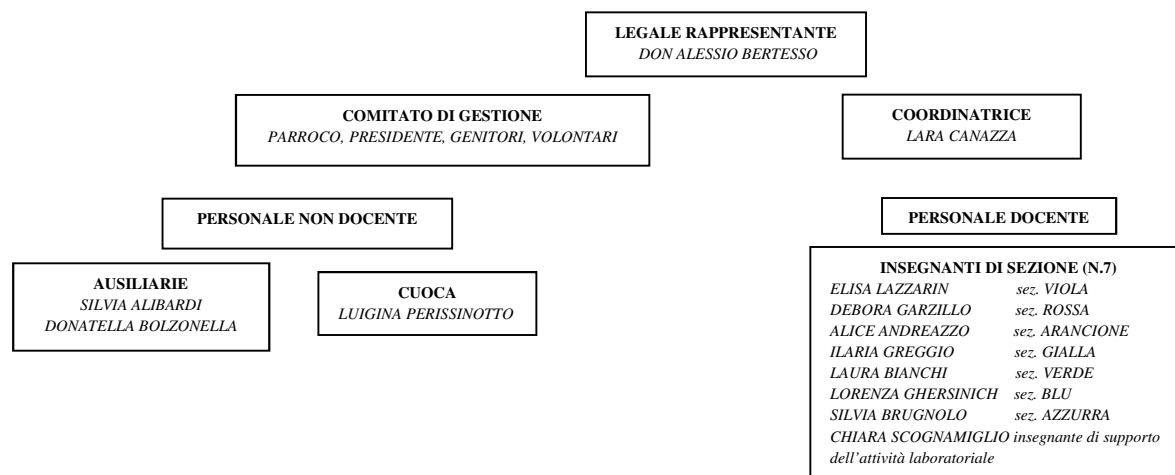 LEGALE RAPPRESENTANTE
DON ALESSIO BERTESSO
COMITATO DI GESTIONE
PARROCO, PRESIDENTE, GENITORI, VOLONTARI
COORDINATRICE
LARA CANAZZA
PERSONALE NON DOCENTE
PERSONALE DOCENTE
AUSILIARIE
SILVIA ALIBARDI
DONATELLA BOLZONELLA
CUOCA
LUIGINA PERISSINOTTO
INSEGNANTI DI SEZIONE (N.7)
ELISA LAZZARIN sez. VIOLA
DEBORA GARZILLO sez. ROSSA
ALICE ANDREAZZO sez. ARANCIONE
ILARIA GREGGIO sez. GIALLA
LAURA BIANCHI sez. VERDE
LORENZA GHERSINICH sez. BLU
SILVIA BRUGNOLO sez. AZZURRA
CHIARA SCOGNAMIGLIO insegnante di supporto
dell'attività laboratoriale